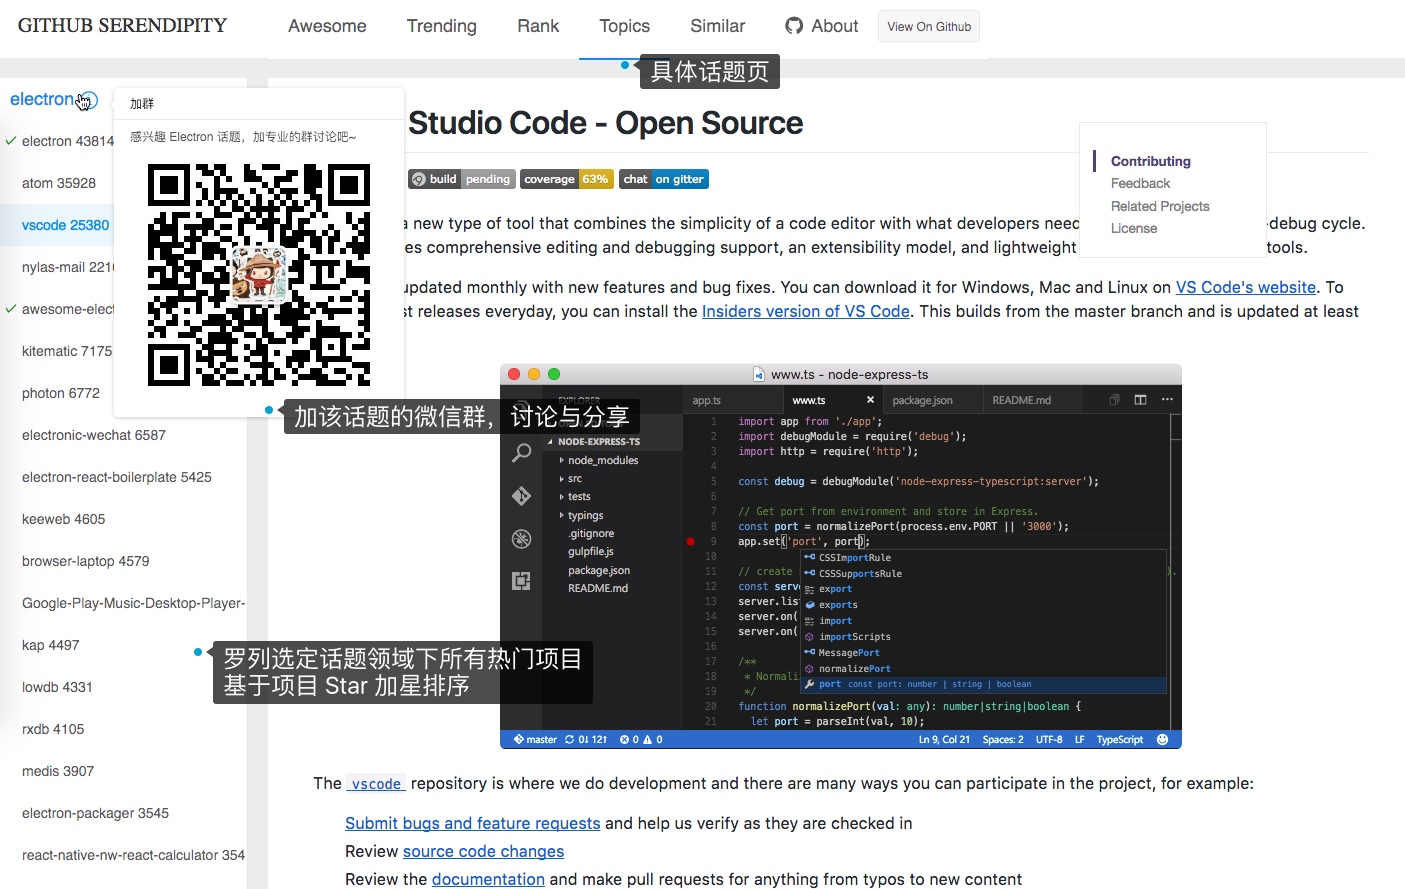 GITHUB SERENDIPITY
Awesome
Trending
Rank
Topics
Similar
About
View On Github
具体话题页
electron
加群
感兴趣 Electron 话题，加专业的群讨论吧~
electron 43814
atom 35928
vscode 25380
nylas-mail 221
awesome-elect
kitematic 7175
photon 6772
electronic-wechat 6587
electron-react-boilerplate 5425
keeweb 4605
browser-laptop 4579
Google-Play-Music-Desktop-Player-
kap 4497
lowdb 4331
rxdb 4105
medis 3907
electron-packager 3545
react-native-nw-react-calculator 354
加该话题的微信群，讨论与分享
罗列选定话题领域下所有热门项目
基于项目 Star 加星排序
Studio Code - Open Source
build pending
coverage 63%
chat on gitter
Contributing
Feedback
Related Projects
License
a new type of tool that combines the simplicity of a code editor with what developers need -debug cycle.
es comprehensive editing and debugging support, an extensibility model, and lightweight tools.
updated monthly with new features and bug fixes. You can download it for Windows, Mac and Linux on VS Code's website. To
st releases everyday, you can install the Insiders version of VS Code. This builds from the master branch and is updated at least
www.ts - node-express-ts
EXPLORER
app.ts
www.ts
package.json
README.md
NODE-EXPRESS-TS
node_modules
src
tests
typings
.gitignore
gulpfile.js
package.json
README.md
1 import app from './app';
2 import debugModule = require('debug');
3 import http = require('http');
4
5 const debug = debugModule('node-express-typescript:server');
6
7 // Get port from environment and store in Express.
8 const port = normalizePort(process.env.PORT || '3000');
9 app.set('port', port);
10
11 // create ).
12 const serv
13 server.lis
14 server.on(
15 server.on(
16
17 /**
18 * Normali
19 */
20 function normalizePort(val: any): number|string|boolean {
21 let port = parseInt(val, 10);
CSSImportRule
CSSSupportsRule
export
exports
import
importScripts
MessagePort
normalizePort
port const port: number | string | boolean
master 0↓ 12↑ 0 0
Ln 9, Col 21 Spaces: 2 UTF-8 LF TypeScript
The vscode repository is where we do development and there are many ways you can participate in the project, for example:
Submit bugs and feature requests and help us verify as they are checked in
Review source code changes
Review the documentation and make pull requests for anything from typos to new content